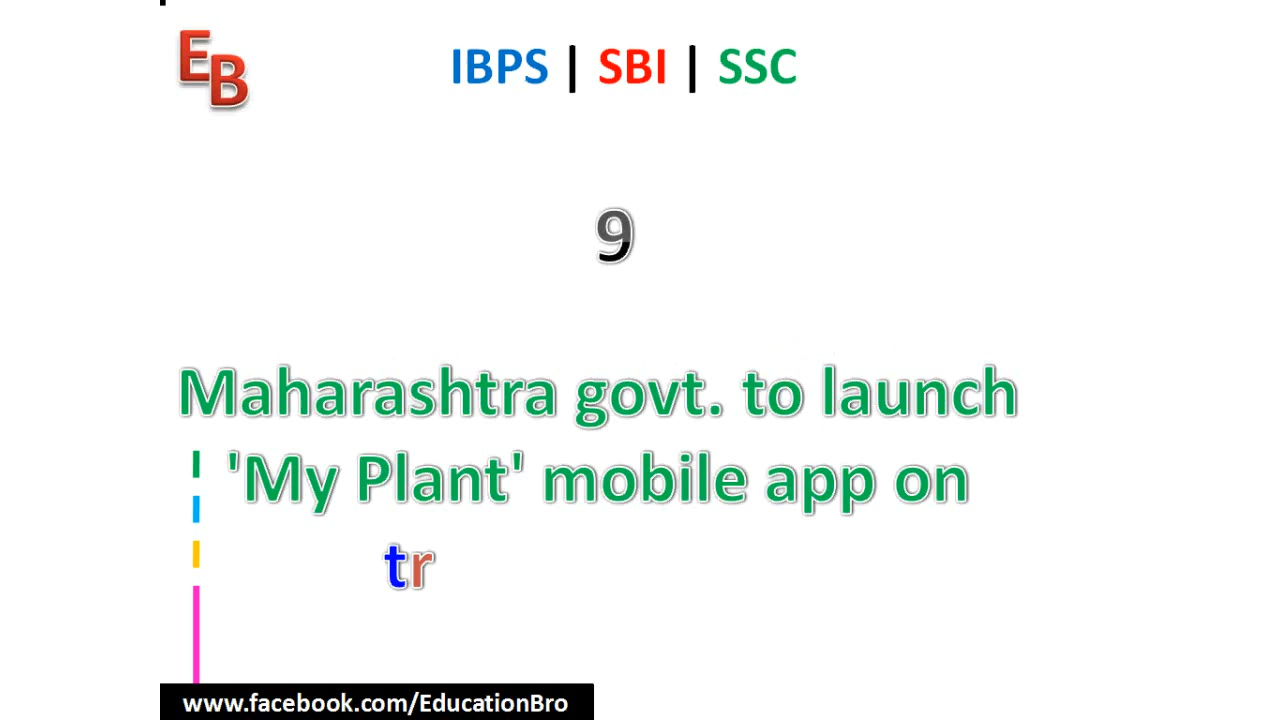 EB
IBPS | SBI | SSC
9
Maharashtra govt. to launch
'My Plant' mobile app on
tr
www.facebook.com/EducationBro